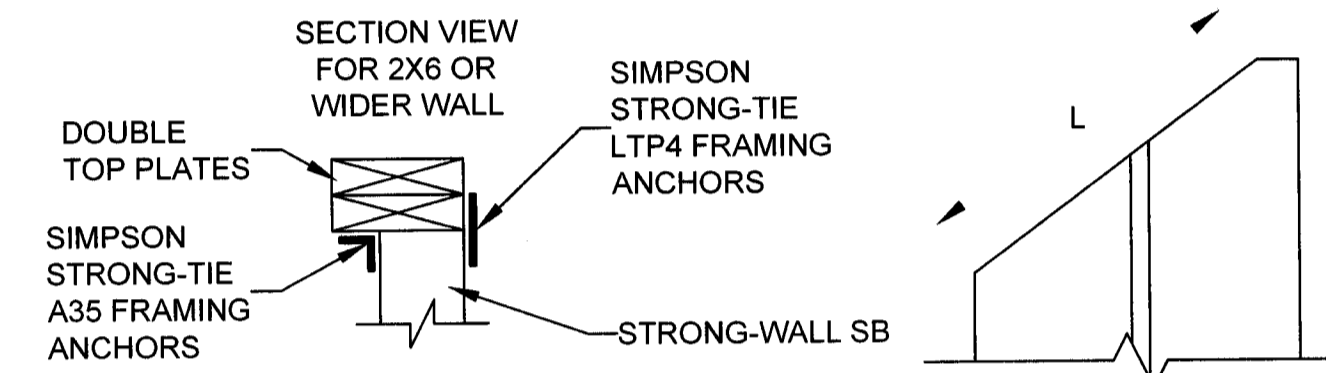 SECTION VIEW
FOR 2X6 OR
WIDER WALL
DOUBLE
TOP PLATES
SIMPSON
STRONG-TIE
A35 FRAMING
ANCHORS
SIMPSON
STRONG-TIE
LTP4 FRAMING
ANCHORS
STRONG-WALL SB
L